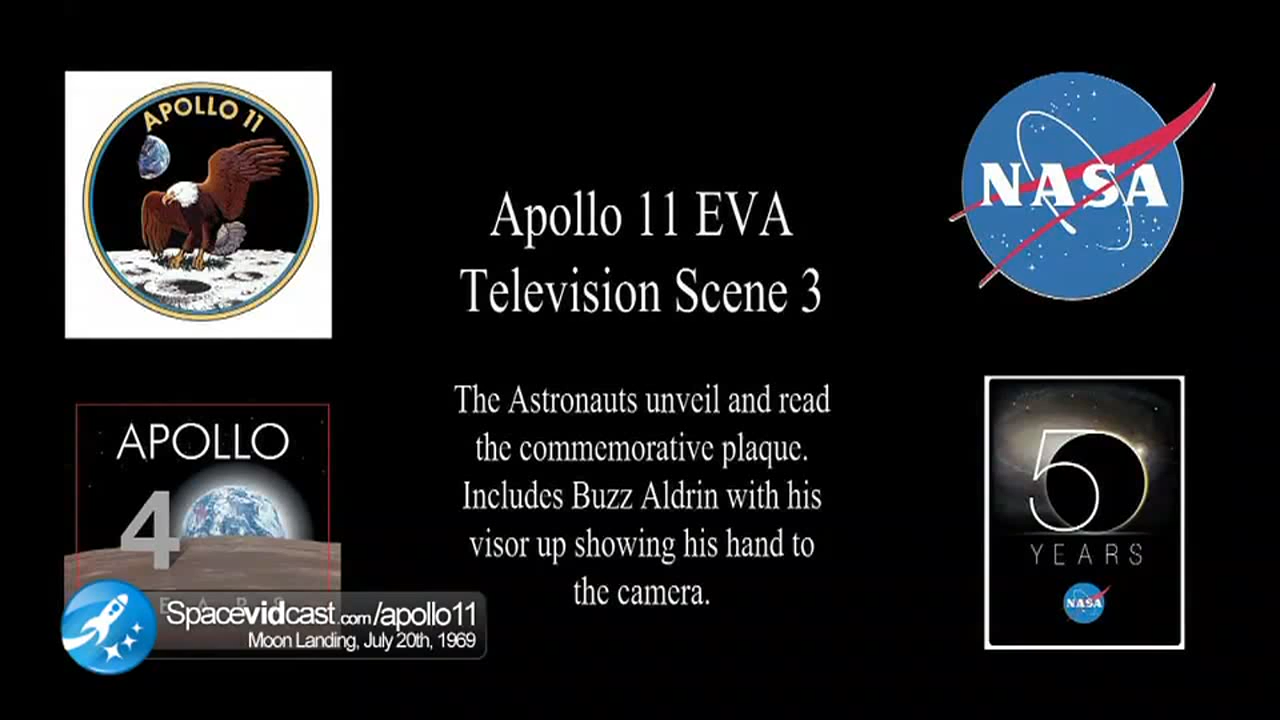 APOLLO 11
NASA
Apollo 11 EVA
Television Scene 3
The Astronauts unveil and read
the commemorative plaque.
Includes Buzz Aldrin with his
visor up showing his hand to
the camera.
APOLLO
4
50
YEARS
NASA
Spacevidcast.com/apollo11
Moon Landing, July 20th, 1969